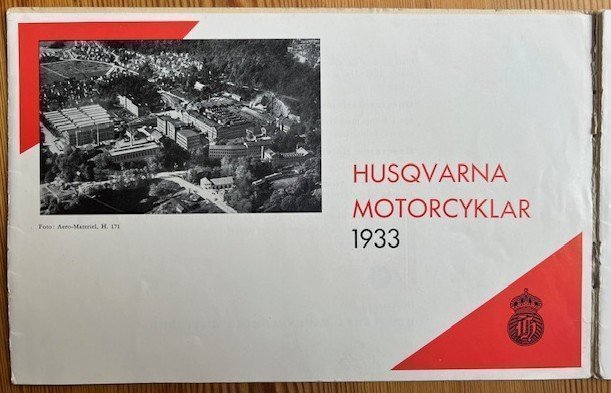 Foto: Aero-Materiel, H. 171
HUSQVARNA
MOTORCYKLAR
1933